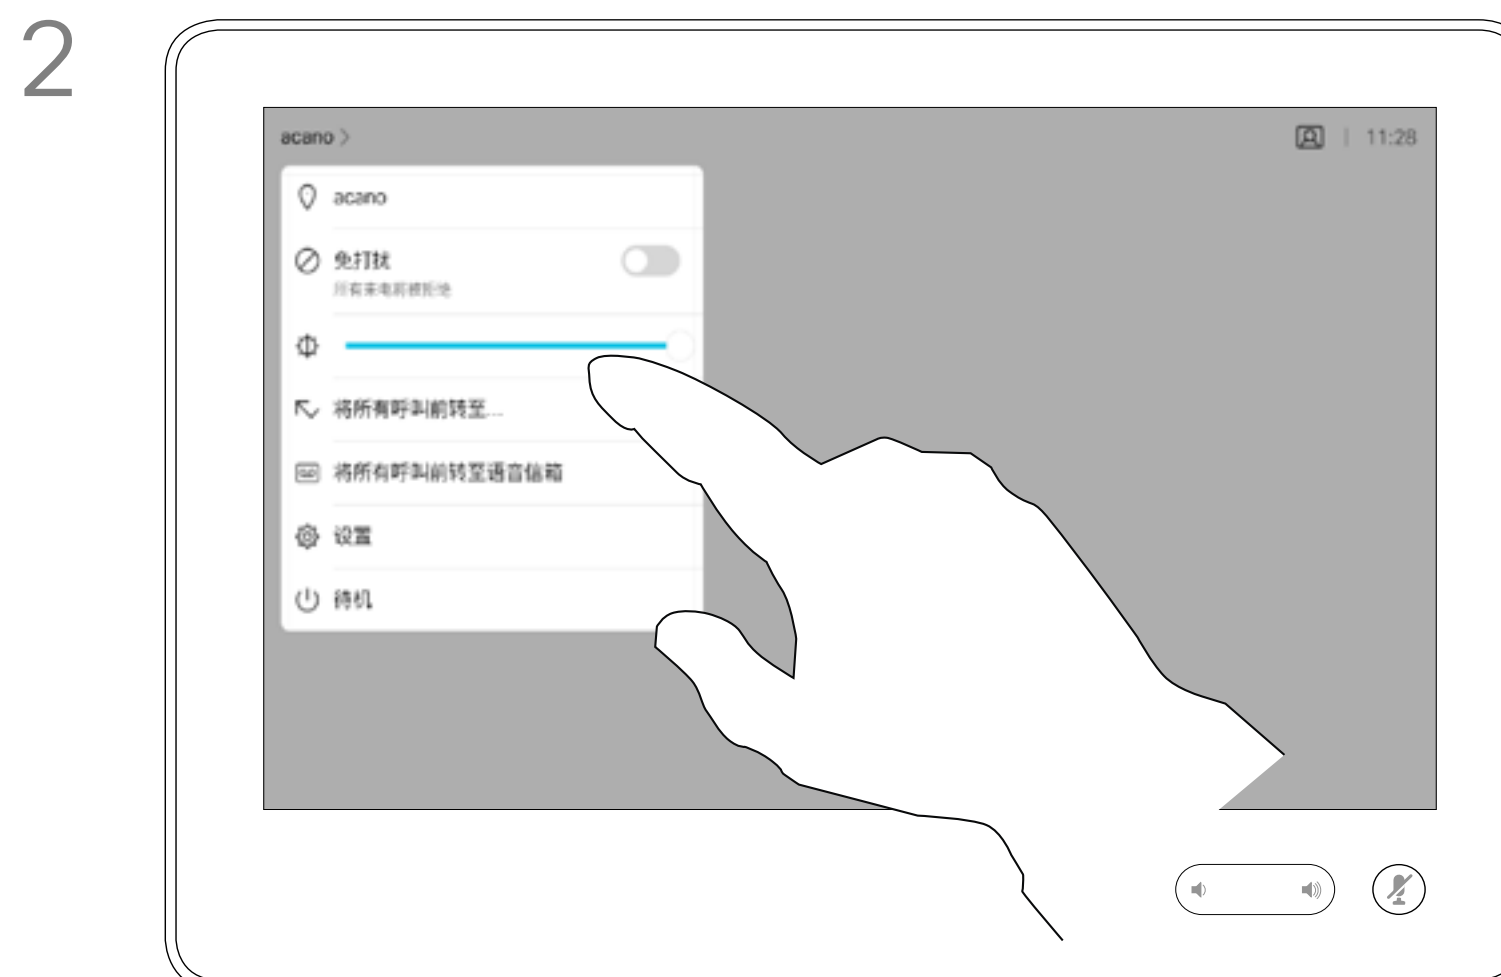 2
acano >
11:28
acano
免打扰
所有来电将被拒绝
将所有呼叫前转至...
将所有呼叫前转至语音信箱
设置
待机